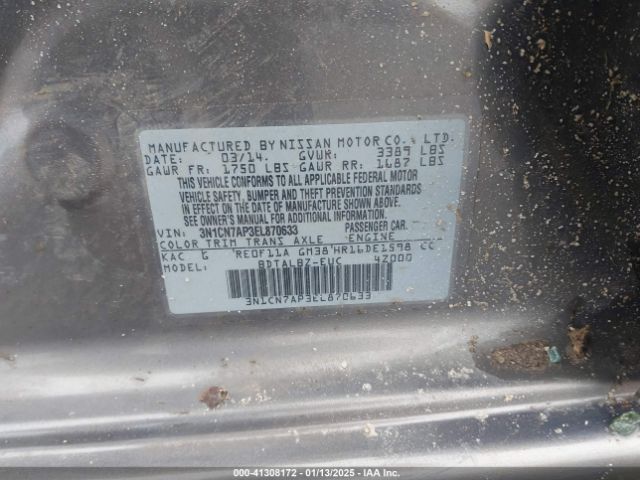 MANUFACTURED BY NISSAN MOTOR CO., LTD.
DATE: 03/14. GVWR: 3389 LBS
GAWR FR: 1750 LBS GAWR RR: 1687 LBS
THIS VEHICLE CONFORMS TO ALL APPLICABLE FEDERAL MOTOR
VEHICLE SAFETY, BUMPER AND THEFT PREVENTION STANDARDS
IN EFFECT ON THE DATE OF MANUFACTURE SHOWN ABOVE.
SEE OWNER'S MANUAL FOR ADDITIONAL INFORMATION.
VIN: 3N1CN7AP3EL870633 PASSENGER CAR
COLOR TRIM TRANS AXLE ENGINE
KAC G RE0F11A GM38 HR16DE1598 CC
MODEL: BDTALBZ-EUC 4Z000
3N1CN7AP3EL870633
000-41308172 — 01/13/2025 — IAA Inc.